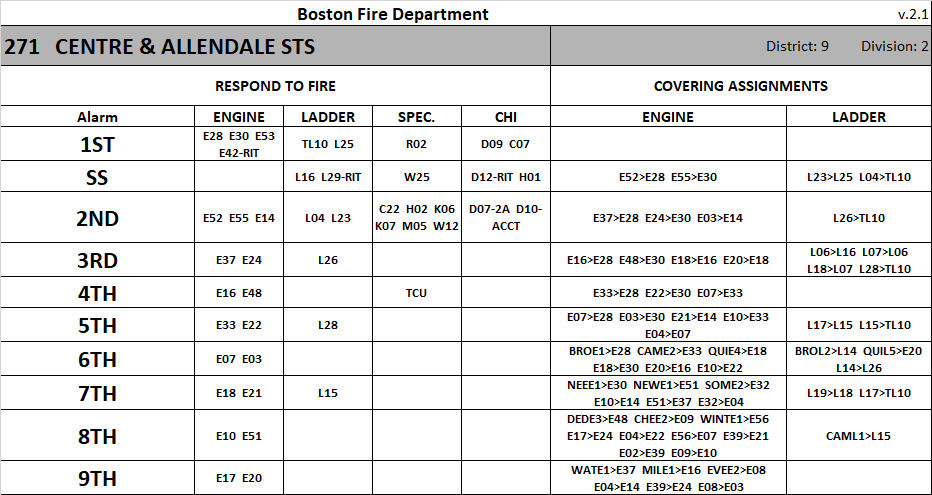 Boston Fire Department v.2.1
271 CENTRE & ALLENDALE STS District: 9 Division: 2
RESPOND TO FIRE COVERING ASSIGNMENTS
Alarm ENGINE LADDER SPEC. CHI ENGINE LADDER
1ST E28 E30 E53 E42-RIT TL10 L25 R02 D09 C07
SS L16 L29-RIT W25 D12-RIT H01 E52>E28 E55>E30 L23>L25 L04>TL10
2ND E52 E55 E14 L04 L23 C22 H02 K06 K07 M05 W12 D07-2A D10-ACCT E37>E28 E24>E30 E03>E14 L26>TL10
3RD E37 E24 L26 E16>E28 E48>E30 E18>E16 E20>E18 L06>L16 L07>L06 L18>L07 L28>TL10
4TH E16 E48 TCU E33>E28 E22>E30 E07>E33
5TH E33 E22 L28 E07>E28 E03>E30 E21>E14 E10>E33 E04>E07 L17>L15 L15>TL10
6TH E07 E03 BROE1>E28 CAME2>E33 QUIE4>E18 E18>E30 E20>E16 E10>E22 BROL2>L14 QUIL5>E20 L14>L26
7TH E18 E21 L15 NEEE1>E30 NEWE1>E51 SOME2>E32 E10>E14 E51>E37 E32>E04 L19>L18 L17>TL10
8TH E10 E51 DEDE3>E48 CHEE2>E09 WINTE1>E56 E17>E24 E04>E22 E56>E07 E39>E21 E02>E39 E09>E10 CAML1>L15
9TH E17 E20 WATE1>E37 MILE1>E16 EVEE2>E08 E04>E14 E39>E24 E08>E03